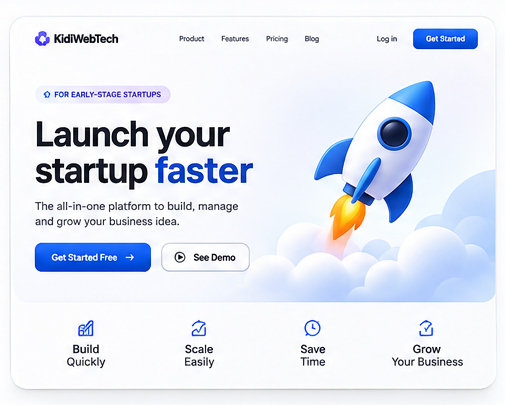 KidiWebTech
Product Features Pricing Blog Log in Get Started
FOR EARLY-STAGE STARTUPS
Launch your
startup faster
The all-in-one platform to build, manage
and grow your business idea.
Get Started Free → See Demo
Build Scale Save Grow
Quickly Easily Time Your Business